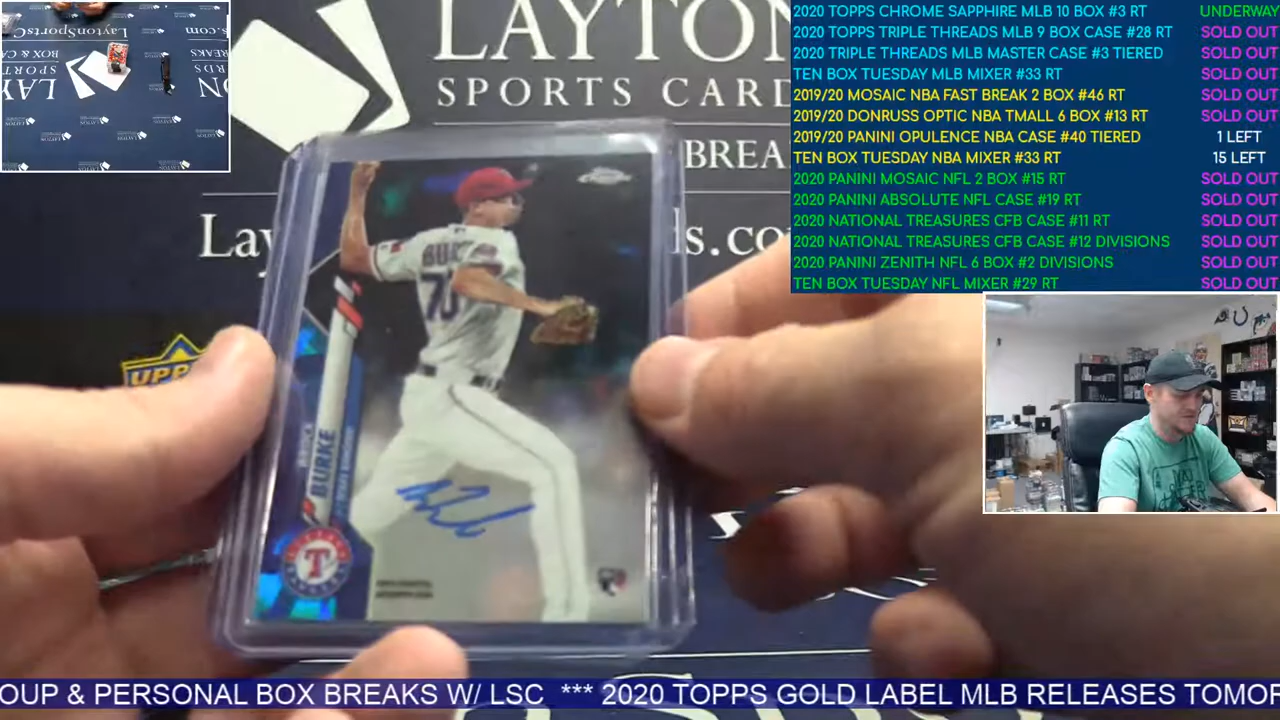 LAYTON
SPORTS CARD
BREA
Lay
ds.co
2020 TOPPS CHROME SAPPHIRE MLB 10 BOX #3 RT UNDERWAY
2020 TOPPS TRIPLE THREADS MLB 9 BOX CASE #28 RT SOLD OUT
2020 TRIPLE THREADS MLB MASTER CASE #3 TIERED SOLD OUT
TEN BOX TUESDAY MLB MIXER #33 RT SOLD OUT
2019/20 MOSAIC NBA FAST BREAK 2 BOX #46 RT SOLD OUT
2019/20 DONRUSS OPTIC NBA TMALL 6 BOX #13 RT SOLD OUT
2019/20 PANINI OPULENCE NBA CASE #40 TIERED 1 LEFT
TEN BOX TUESDAY NBA MIXER #33 RT 15 LEFT
2020 PANINI MOSAIC NFL 2 BOX #15 RT SOLD OUT
2020 PANINI ABSOLUTE NFL CASE #19 RT SOLD OUT
2020 NATIONAL TREASURES CFB CASE #11 RT SOLD OUT
2020 NATIONAL TREASURES CFB CASE #12 DIVISIONS SOLD OUT
2020 PANINI ZENITH NFL 6 BOX #2 DIVISIONS SOLD OUT
TEN BOX TUESDAY NFL MIXER #29 RT SOLD OUT
UPP
BURKE
T
OUP & PERSONAL BOX BREAKS W/ LSC *** 2020 TOPPS GOLD LABEL MLB RELEASES TOMOR